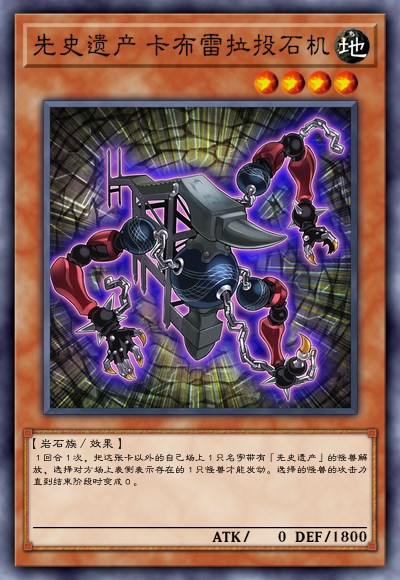 先史遗产 卡布雷拉投石机
地
【岩石族/效果】
1回合1次，把这张卡以外的自己场上1只名字带有「先史遗产」的怪兽解
放，选择对方场上表侧表示存在的1只怪兽才能发动。选择的怪兽的攻击力
直到结束阶段时变成0。
ATK/ 0 DEF/1800